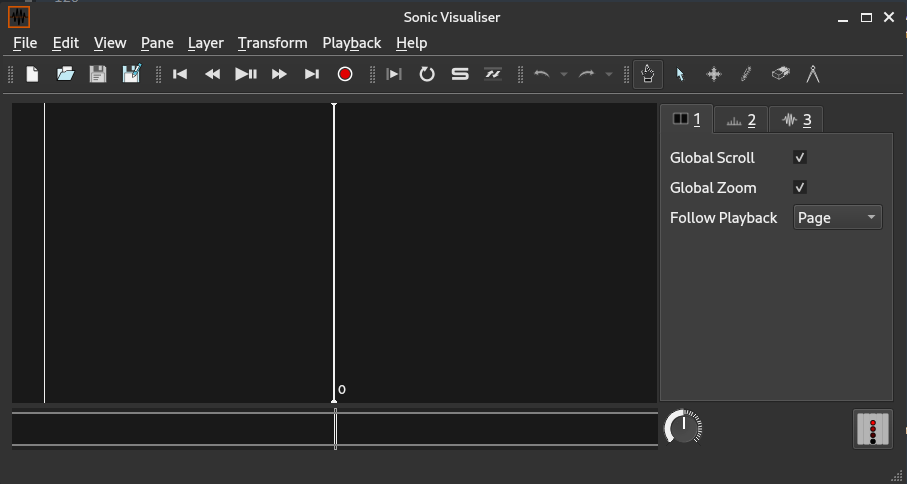 Sonic Visualiser
File Edit View Pane Layer Transform Playback Help
1 2 3
Global Scroll
Global Zoom
Follow Playback Page
0